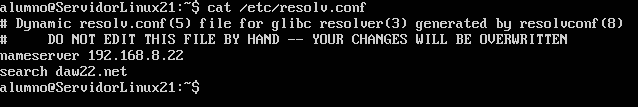 alumno@ServidorLinux21:~$ cat /etc/resolv.conf
# Dynamic resolv.conf(5) file for glibc resolver(3) generated by resolvconf(8)
#     DO NOT EDIT THIS FILE BY HAND -- YOUR CHANGES WILL BE OVERWRITTEN
nameserver 192.168.8.22
search daw22.net
alumno@ServidorLinux21:~$